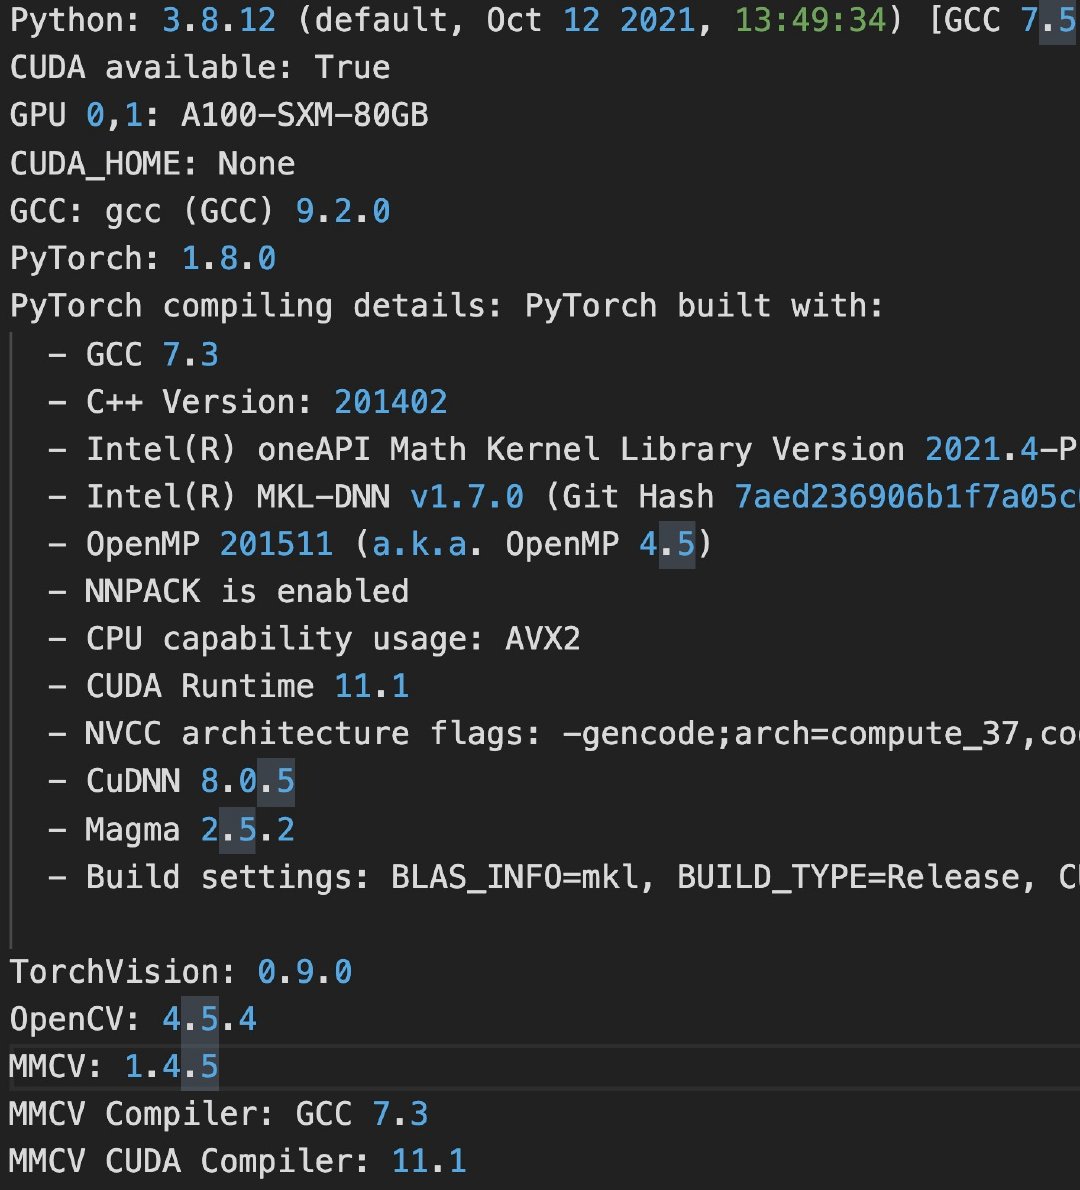 Python: 3.8.12 (default, Oct 12 2021, 13:49:34) [GCC 7.5
CUDA available: True
GPU 0,1: A100-SXM-80GB
CUDA_HOME: None
GCC: gcc (GCC) 9.2.0
PyTorch: 1.8.0
PyTorch compiling details: PyTorch built with:
- GCC 7.3
- C++ Version: 201402
- Intel(R) oneAPI Math Kernel Library Version 2021.4-P
- Intel(R) MKL-DNN v1.7.0 (Git Hash 7aed236906b1f7a05c
- OpenMP 201511 (a.k.a. OpenMP 4.5)
- NNPACK is enabled
- CPU capability usage: AVX2
- CUDA Runtime 11.1
- NVCC architecture flags: -gencode;arch=compute_37,co
- CuDNN 8.0.5
- Magma 2.5.2
- Build settings: BLAS_INFO=mkl, BUILD_TYPE=Release, CU
TorchVision: 0.9.0
OpenCV: 4.5.4
MMCV: 1.4.5
MMCV Compiler: GCC 7.3
MMCV CUDA Compiler: 11.1